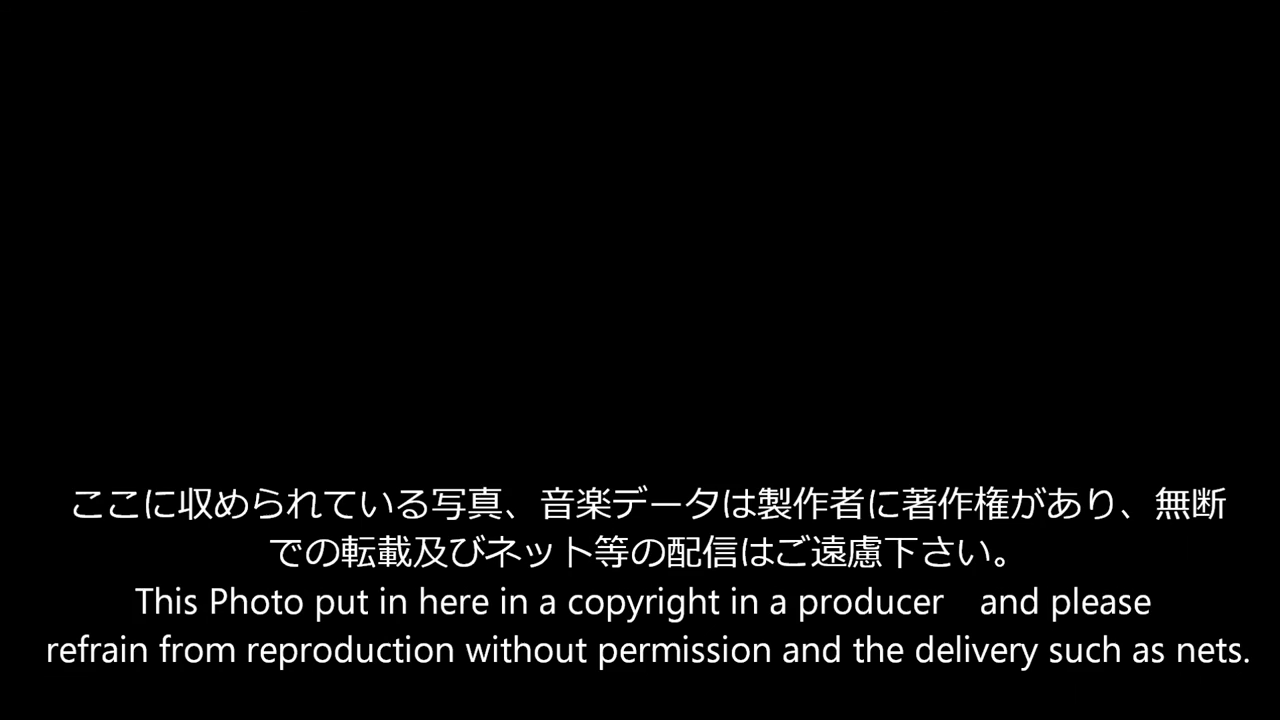 ここに収められている写真、音楽データは製作者に著作権があり、無断
での転載及びネット等の配信はご遠慮下さい。
This Photo put in here in a copyright in a producer　and please
refrain from reproduction without permission and the delivery such as nets.